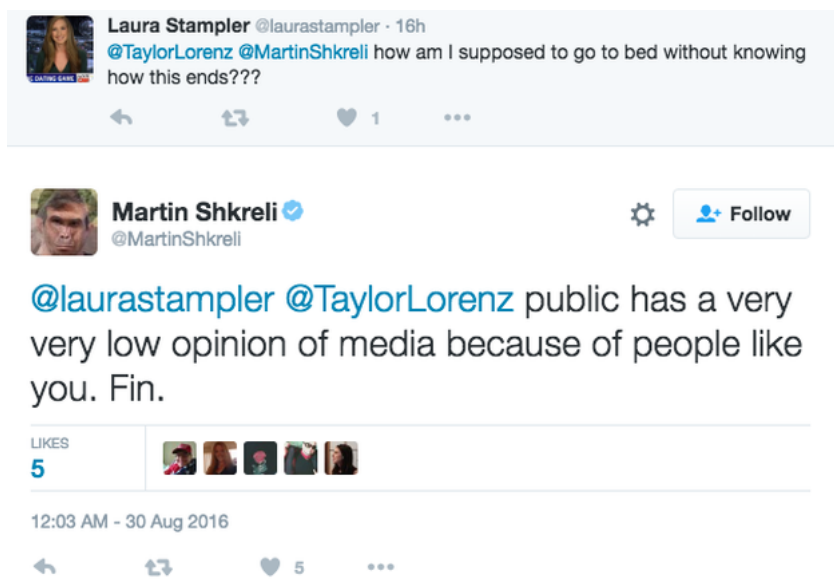 Laura Stampler @laurastampler · 16h
@TaylorLorenz @MartinShkreli how am I supposed to go to bed without knowing
how this ends???
1
Martin Shkreli
@MartinShkreli
Follow
@laurastampler @TaylorLorenz public has a very
very low opinion of media because of people like
you. Fin.
LIKES
5
12:03 AM - 30 Aug 2016
5